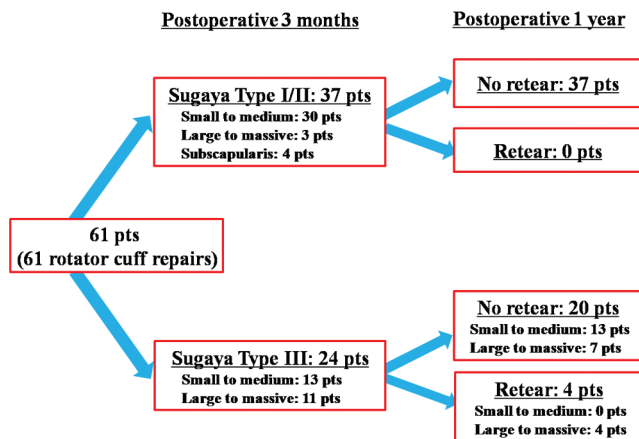 Postoperative 3 months
Postoperative 1 year
Sugaya Type I/II: 37 pts
Small to medium: 30 pts
Large to massive: 3 pts
Subscapularis: 4 pts
No retear: 37 pts
Retear: 0 pts
61 pts
(61 rotator cuff repairs)
Sugaya Type III: 24 pts
Small to medium: 13 pts
Large to massive: 11 pts
No retear: 20 pts
Small to medium: 13 pts
Large to massive: 7 pts
Retear: 4 pts
Small to medium: 0 pts
Large to massive: 4 pts